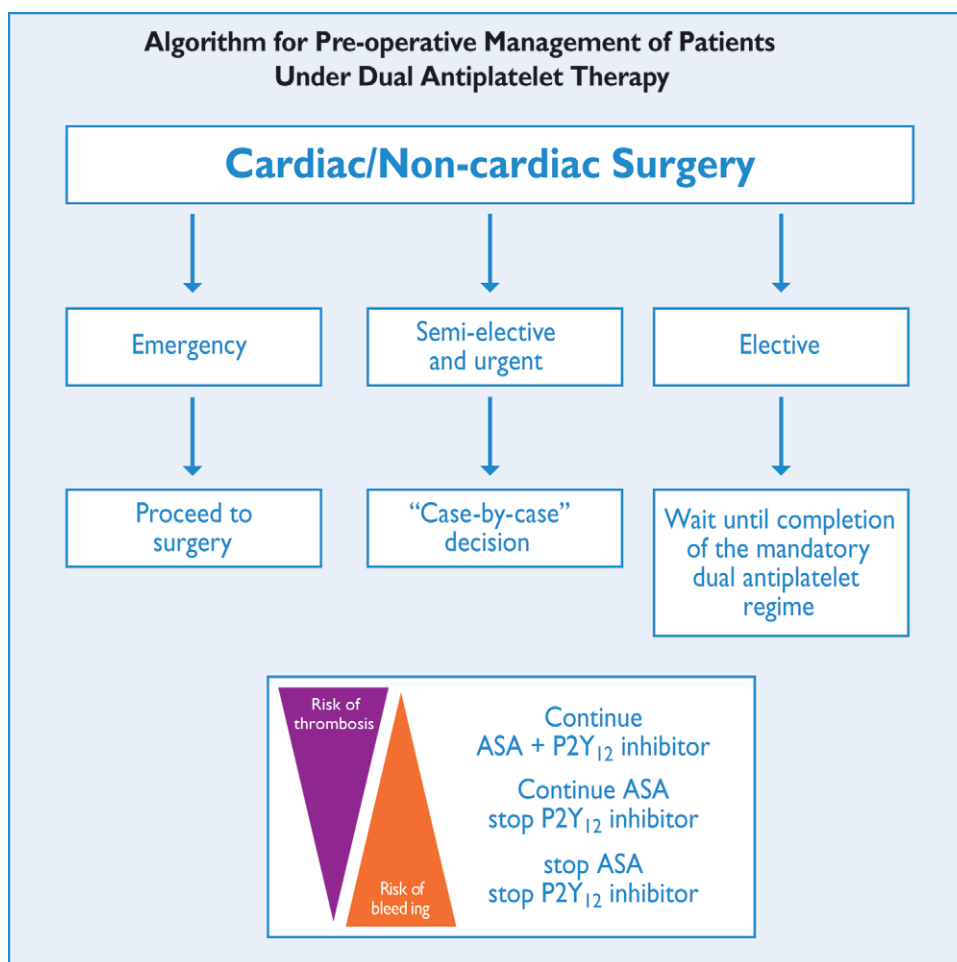 Algorithm for Pre-operative Management of Patients
Under Dual Antiplatelet Therapy
Cardiac/Non-cardiac Surgery
Emergency
Semi-elective
and urgent
Elective
Proceed to
surgery
“Case-by-case”
decision
Wait until completion
of the mandatory
dual antiplatelet
regime
Risk of
thrombosis
Risk of
bleeding
Continue
ASA + P2Y₁₂ inhibitor
Continue ASA
stop P2Y₁₂ inhibitor
stop ASA
stop P2Y₁₂ inhibitor